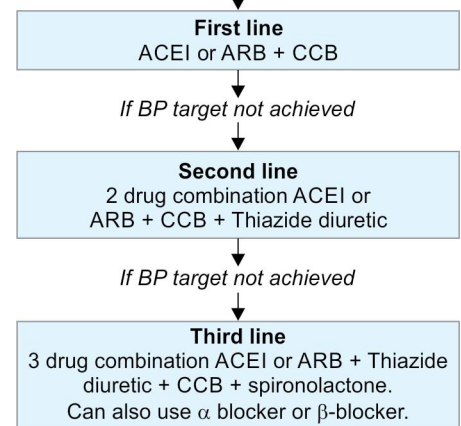 First line
ACEI or ARB + CCB
If BP target not achieved
Second line
2 drug combination ACEI or
ARB + CCB + Thiazide diuretic
If BP target not achieved
Third line
3 drug combination ACEI or ARB + Thiazide
diuretic + CCB + spironolactone.
Can also use α blocker or β-blocker.